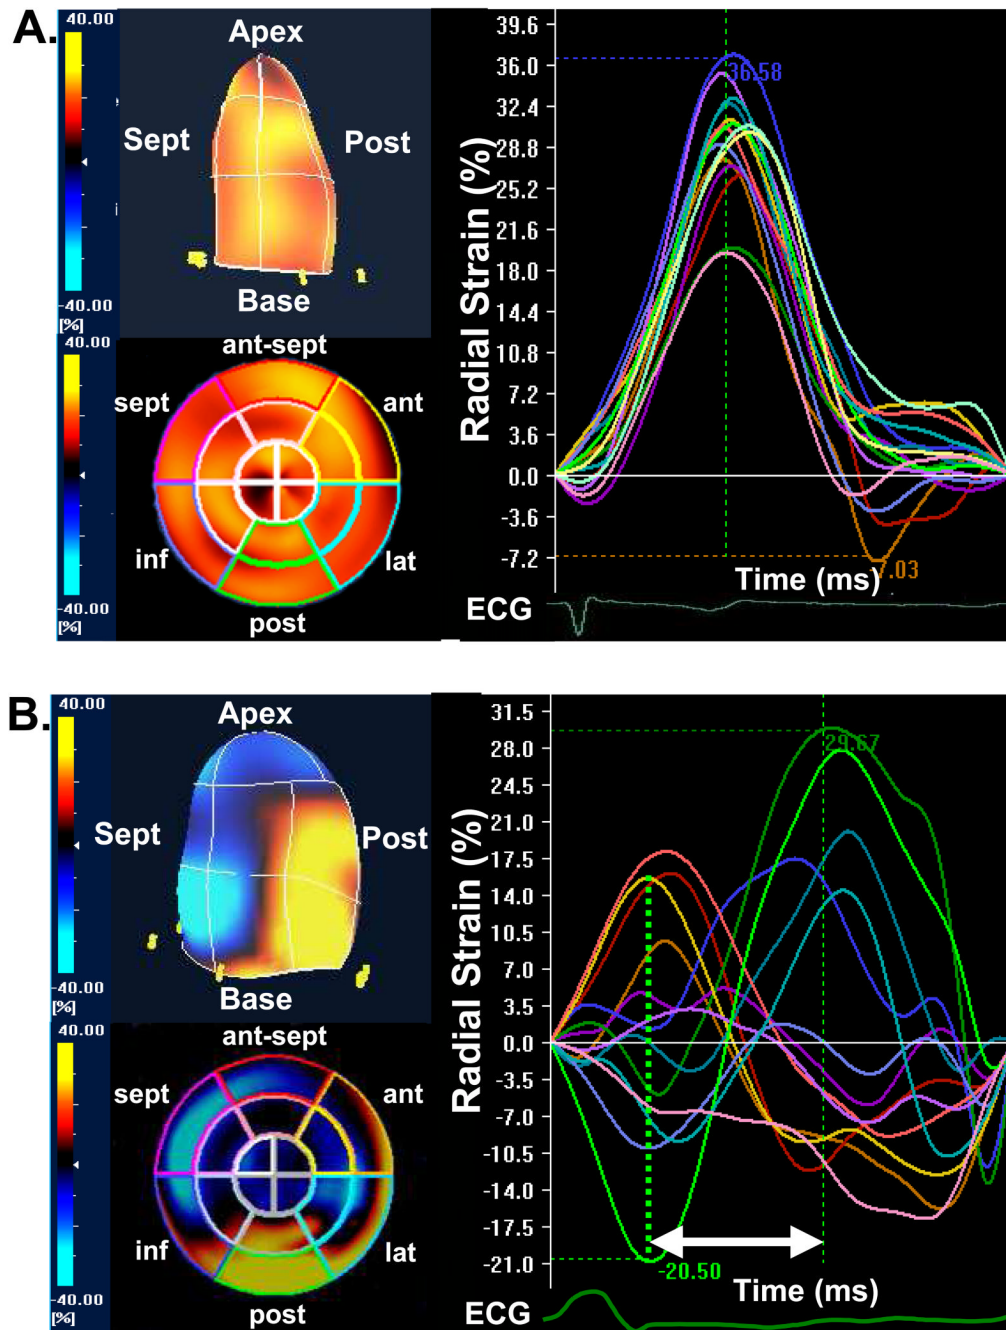 A.
40.00
-40.00
[%]
Apex
Sept
Post
Base
40.00
-40.00
[%]
ant-sept
sept
ant
inf
lat
post
Radial Strain (%)
39.6
36.0
32.4
28.8
25.2
21.6
18.0
14.4
10.8
7.2
3.6
0.0
-3.6
-7.2
36.58
.03
Time (ms)
ECG
B.
40.00
-40.00
[%]
Apex
Sept
Post
Base
40.00
-40.00
[%]
ant-sept
sept
ant
inf
lat
post
Radial Strain (%)
31.5
28.0
24.5
21.0
17.5
14.0
10.5
7.0
3.5
0.0
-3.5
-7.0
-10.5
-14.0
-17.5
-21.0
29.67
-20.50
Time (ms)
ECG